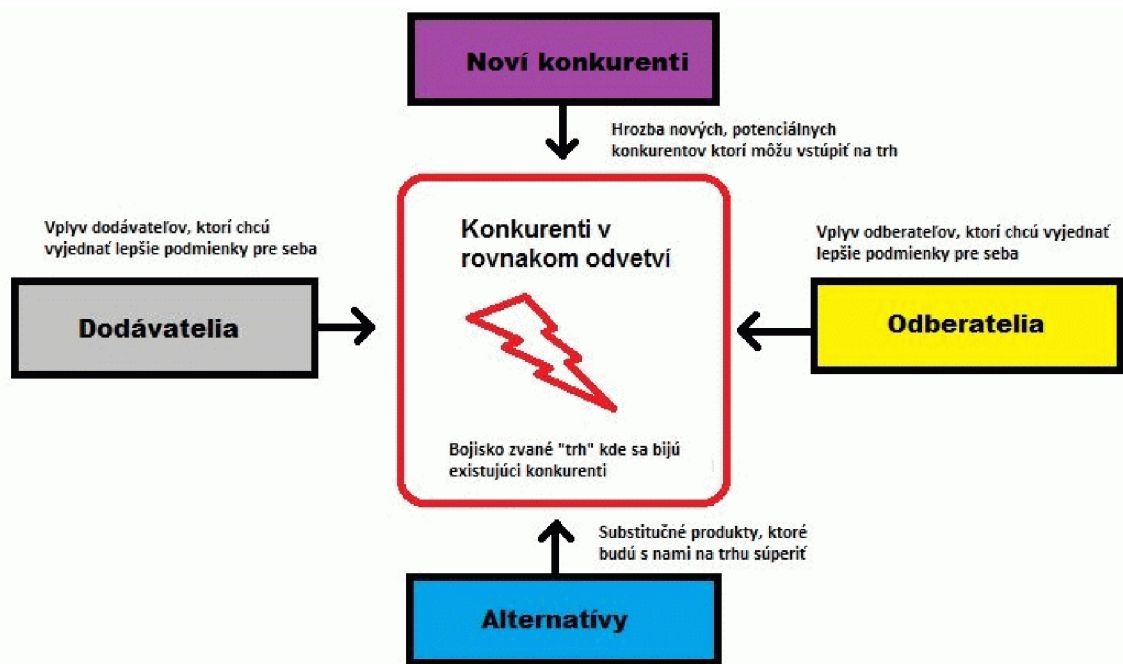 Noví konkurenti
Hrozba nových, potenciálnych
konkurentov ktorí môžu vstúpiť na trh
Vplyv dodávateľov, ktorí chcú
vyjednať lepšie podmienky pre seba
Dodávatelia
Konkurenti v
rovnakom odvetví
Bojisko zvané "trh" kde sa bijú
existujúci konkurenti
Vplyv odberateľov, ktorí chcú vyjednať
lepšie podmienky pre seba
Odberatelia
Substitučné produkty, ktoré
budú s nami na trhu súperiť
Alternatívy